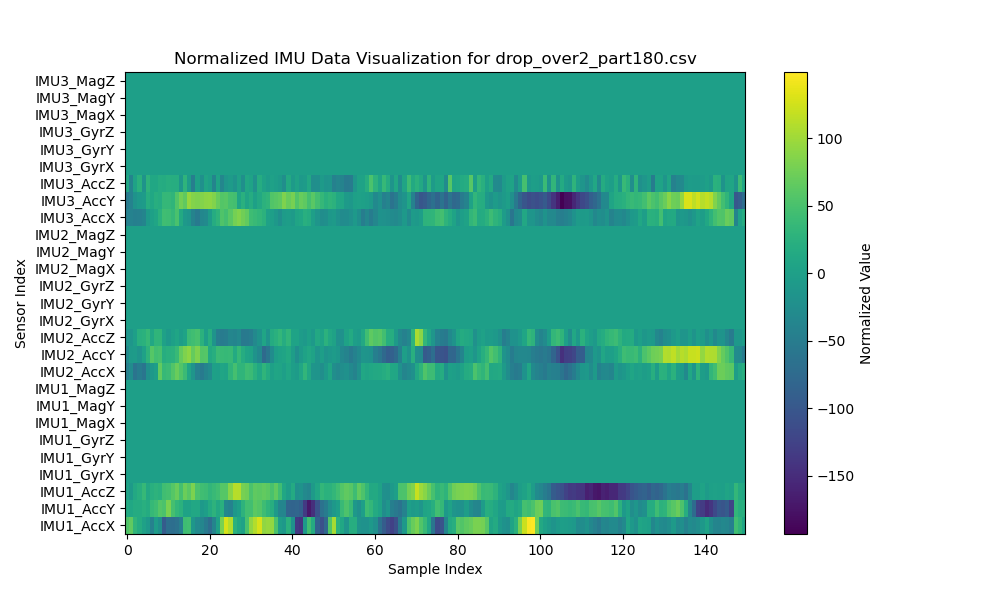 Normalized IMU Data Visualization for drop_over2_part180.csv
IMU3_MagZ
IMU3_MagY
IMU3_MagX
IMU3_GyrZ
IMU3_GyrY
IMU3_GyrX
IMU3_AccZ
IMU3_AccY
IMU3_AccX
IMU2_MagZ
IMU2_MagY
IMU2_MagX
IMU2_GyrZ
IMU2_GyrY
IMU2_GyrX
IMU2_AccZ
IMU2_AccY
IMU2_AccX
IMU1_MagZ
IMU1_MagY
IMU1_MagX
IMU1_GyrZ
IMU1_GyrY
IMU1_GyrX
IMU1_AccZ
IMU1_AccY
IMU1_AccX
Sensor Index
0 20 40 60 80 100 120 140
Sample Index
100
50
0
−50
−100
−150
Normalized Value